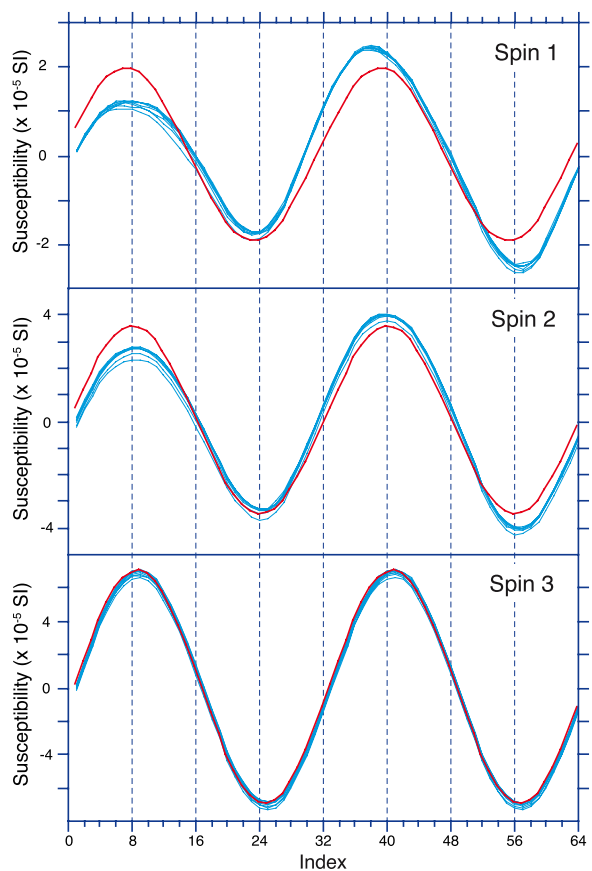 Spin 1
Susceptibility (x 10⁻⁵ SI)
2
0
-2
Spin 2
Susceptibility (x 10⁻⁵ SI)
4
0
-4
Spin 3
Susceptibility (x 10⁻⁵ SI)
4
0
-4
0 8 16 24 32 40 48 56 64
Index